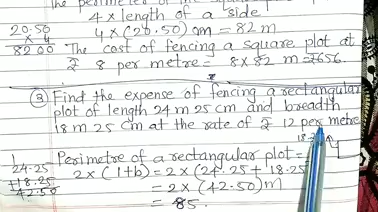 the perimeter of the square plot
4 × length of a side
20.50
× 4
8200
4 × (20.50) m = 82 m
The cost of fencing a square plot at
₹ 8 per metre = 8×82 m = ₹656.
③ Find the expense of fencing a rectangular
plot of length 24 m 25 cm and breadth
18 m 25 cm at the rate of ₹ 12 per metre
Perimetre of a rectangular plot =
24.25
+18.25
42.50
2× (l+b) = 2× (24.25 + 18.25
= 2× (42.50) m
= 85.